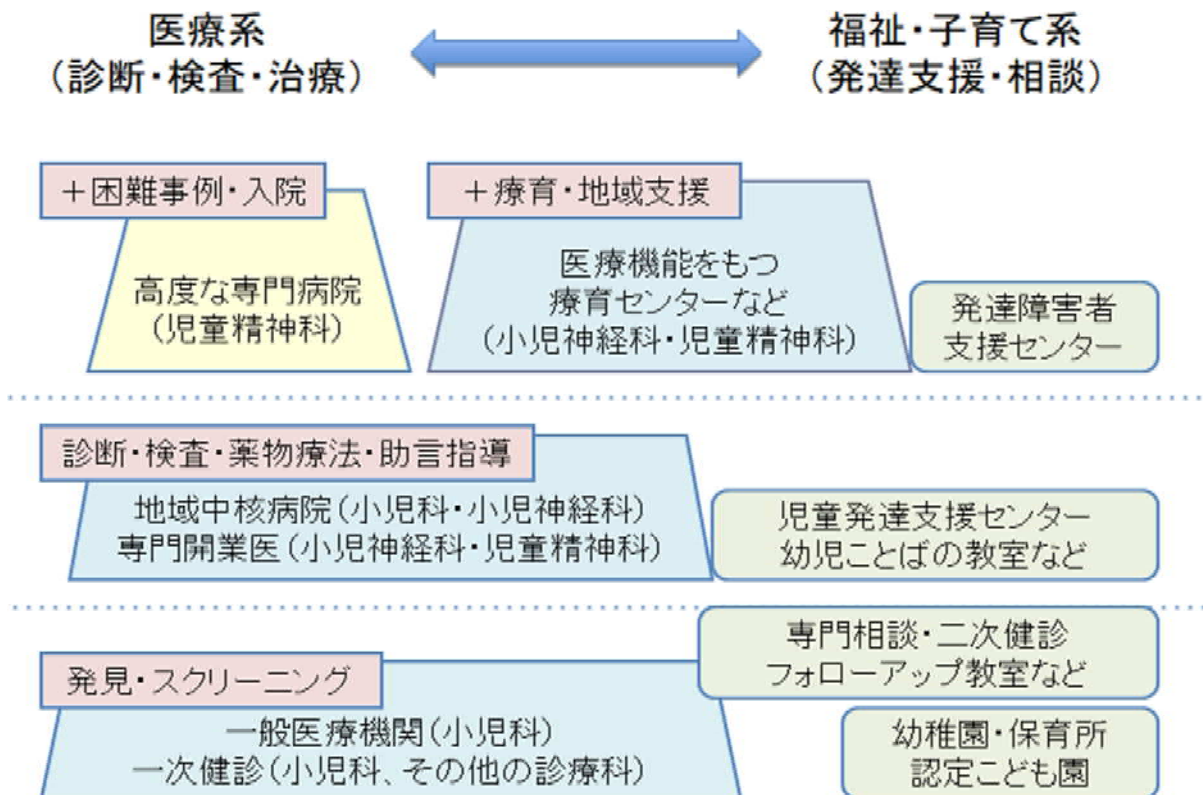 医療系
（診断・検査・治療）
福祉・子育て系
（発達支援・相談）
＋困難事例・入院
高度な専門病院
（児童精神科）
＋療育・地域支援
医療機能をもつ
療育センターなど
（小児神経科・児童精神科）
発達障害者
支援センター
診断・検査・薬物療法・助言指導
地域中核病院（小児科・小児神経科）
専門開業医（小児神経科・児童精神科）
児童発達支援センター
幼児ことばの教室など
専門相談・二次健診
フォローアップ教室など
発見・スクリーニング
一般医療機関（小児科）
一次健診（小児科、その他の診療科）
幼稚園・保育所
認定こども園